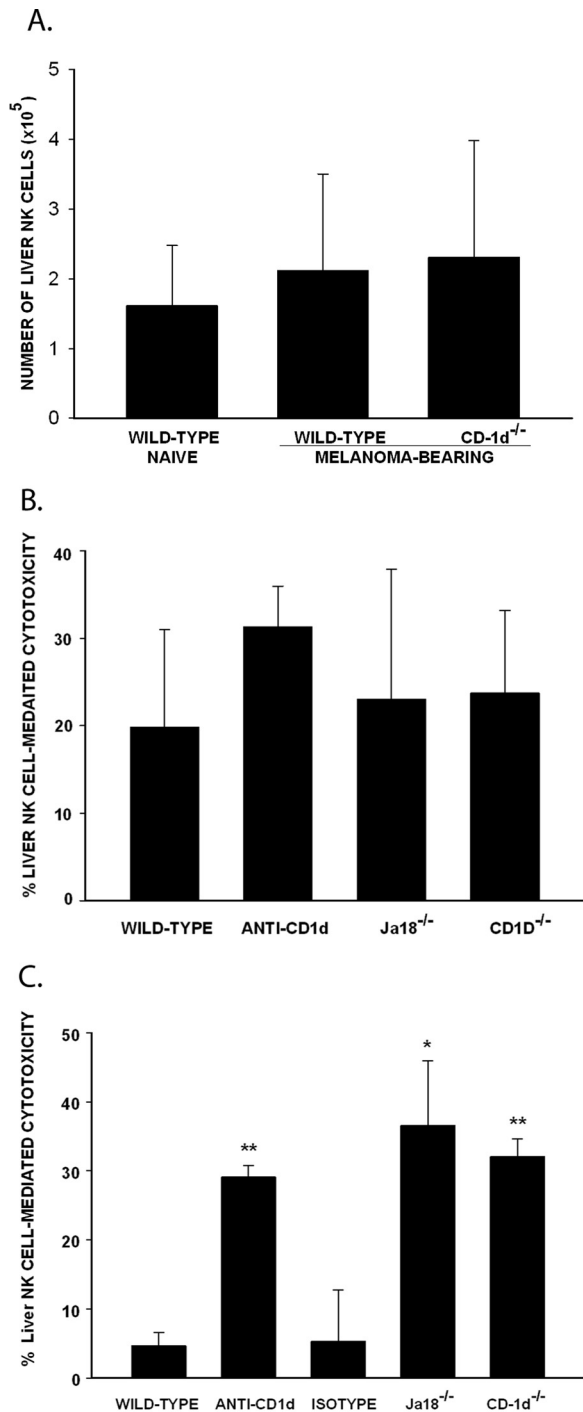 A.
NUMBER OF LIVER NK CELLS (x10⁵)
5
4
3
2
1
0
WILD-TYPE WILD-TYPE CD-1d-/-
NAIVE MELANOMA-BEARING
B.
% LIVER NK CELL-MEDAITED CYTOTOXICITY
40
30
20
10
0
WILD-TYPE ANTI-CD1d Ja18-/- CD1D-/-
C.
% Liver NK CELL-MEDIATED CYTOTOXICITY
50
40
30
20
10
0
*
** **
WILD-TYPE ANTI-CD1d ISOTYPE Ja18-/- CD-1d-/-